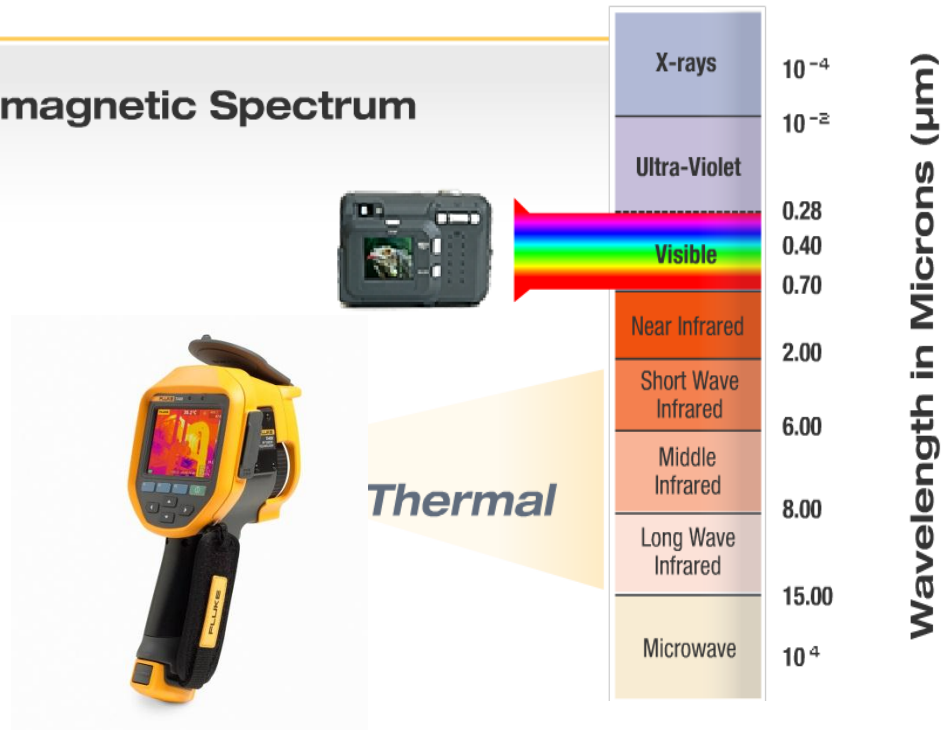 magnetic Spectrum
X-rays
10⁻⁴
10⁻²
Ultra-Violet
0.28
Visible
0.40
0.70
Near Infrared
2.00
Short Wave
Infrared
6.00
Middle
Infrared
8.00
Long Wave
Infrared
15.00
Microwave
10⁴
Wavelength in Microns (µm)
Thermal
FLUKE
FLUKE